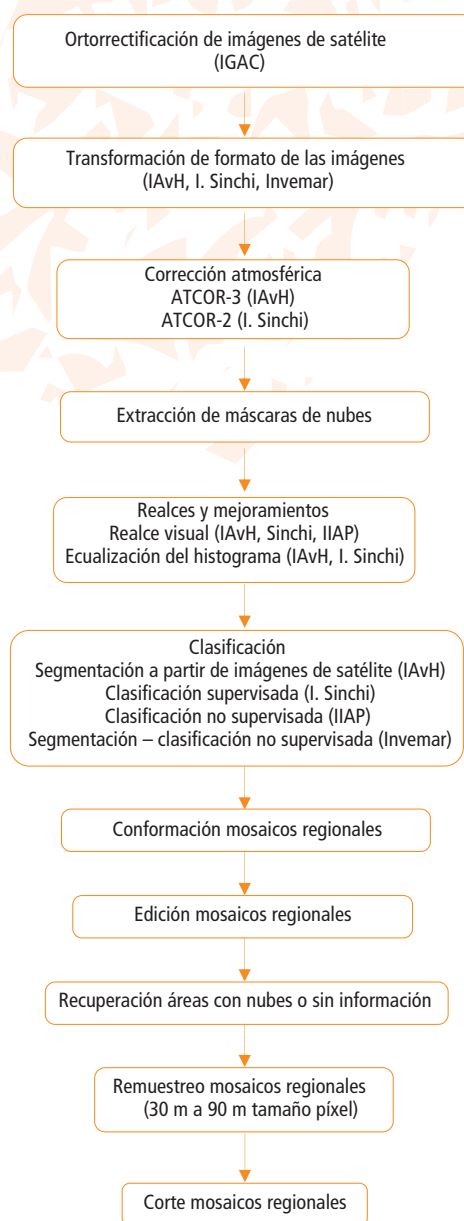 Ortorrectificación de imágenes de satélite
(IGAC)
Transformación de formato de las imágenes
(IAvH, I. Sinchi, Invemar)
Corrección atmosférica
ATCOR-3 (IAvH)
ATCOR-2 (I. Sinchi)
Extracción de máscaras de nubes
Realces y mejoramientos
Realce visual (IAvH, Sinchi, IIAP)
Ecualización del histograma (IAvH, I. Sinchi)
Clasificación
Segmentación a partir de imágenes de satélite (IAvH)
Clasificación supervisada (I. Sinchi)
Clasificación no supervisada (IIAP)
Segmentación – clasificación no supervisada (Invemar)
Conformación mosaicos regionales
Edición mosaicos regionales
Recuperación áreas con nubes o sin información
Remuestreo mosaicos regionales
(30 m a 90 m tamaño píxel)
Corte mosaicos regionales